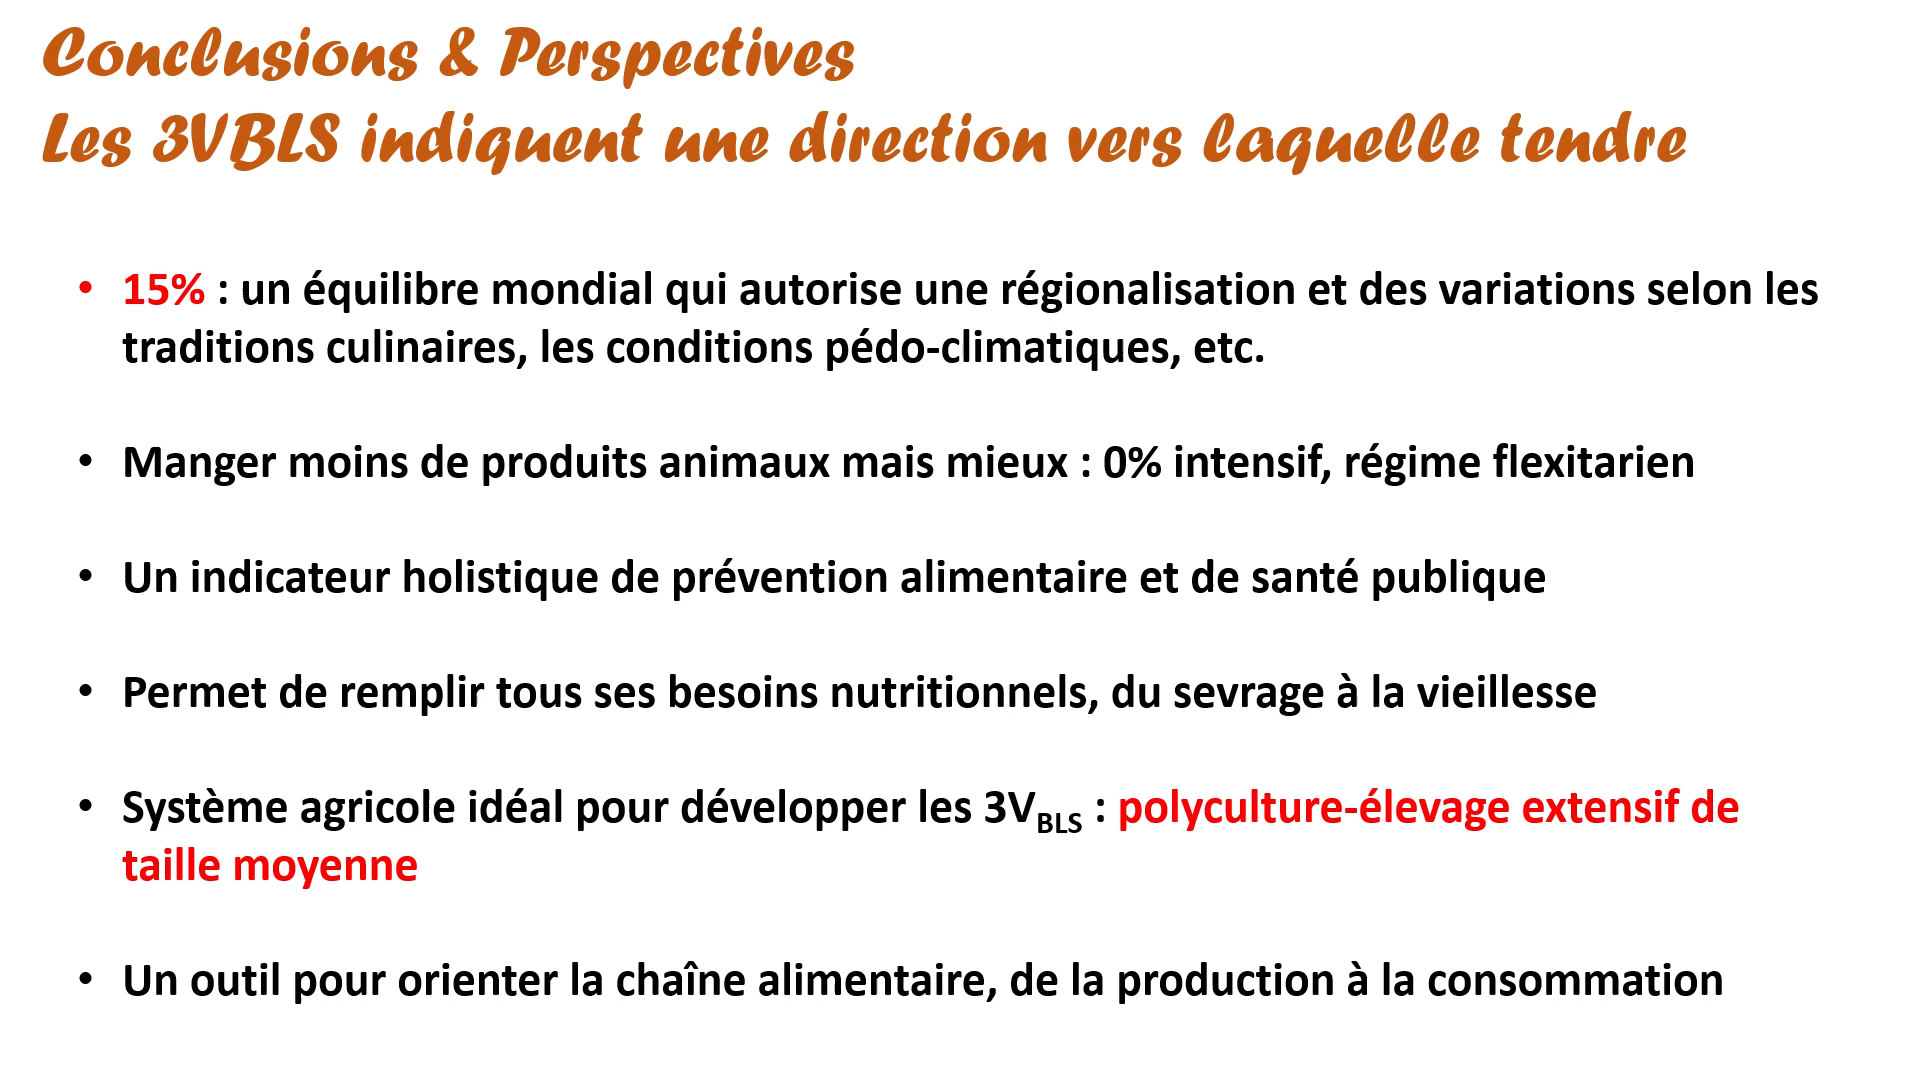 Conclusions & Perspectives
Les 3VBLS indiquent une direction vers laquelle tendre
• 15% : un équilibre mondial qui autorise une régionalisation et des variations selon les
traditions culinaires, les conditions pédo-climatiques, etc.
• Manger moins de produits animaux mais mieux : 0% intensif, régime flexitarien
• Un indicateur holistique de prévention alimentaire et de santé publique
• Permet de remplir tous ses besoins nutritionnels, du sevrage à la vieillesse
• Système agricole idéal pour développer les 3VBLS : polyculture-élevage extensif de
taille moyenne
• Un outil pour orienter la chaîne alimentaire, de la production à la consommation